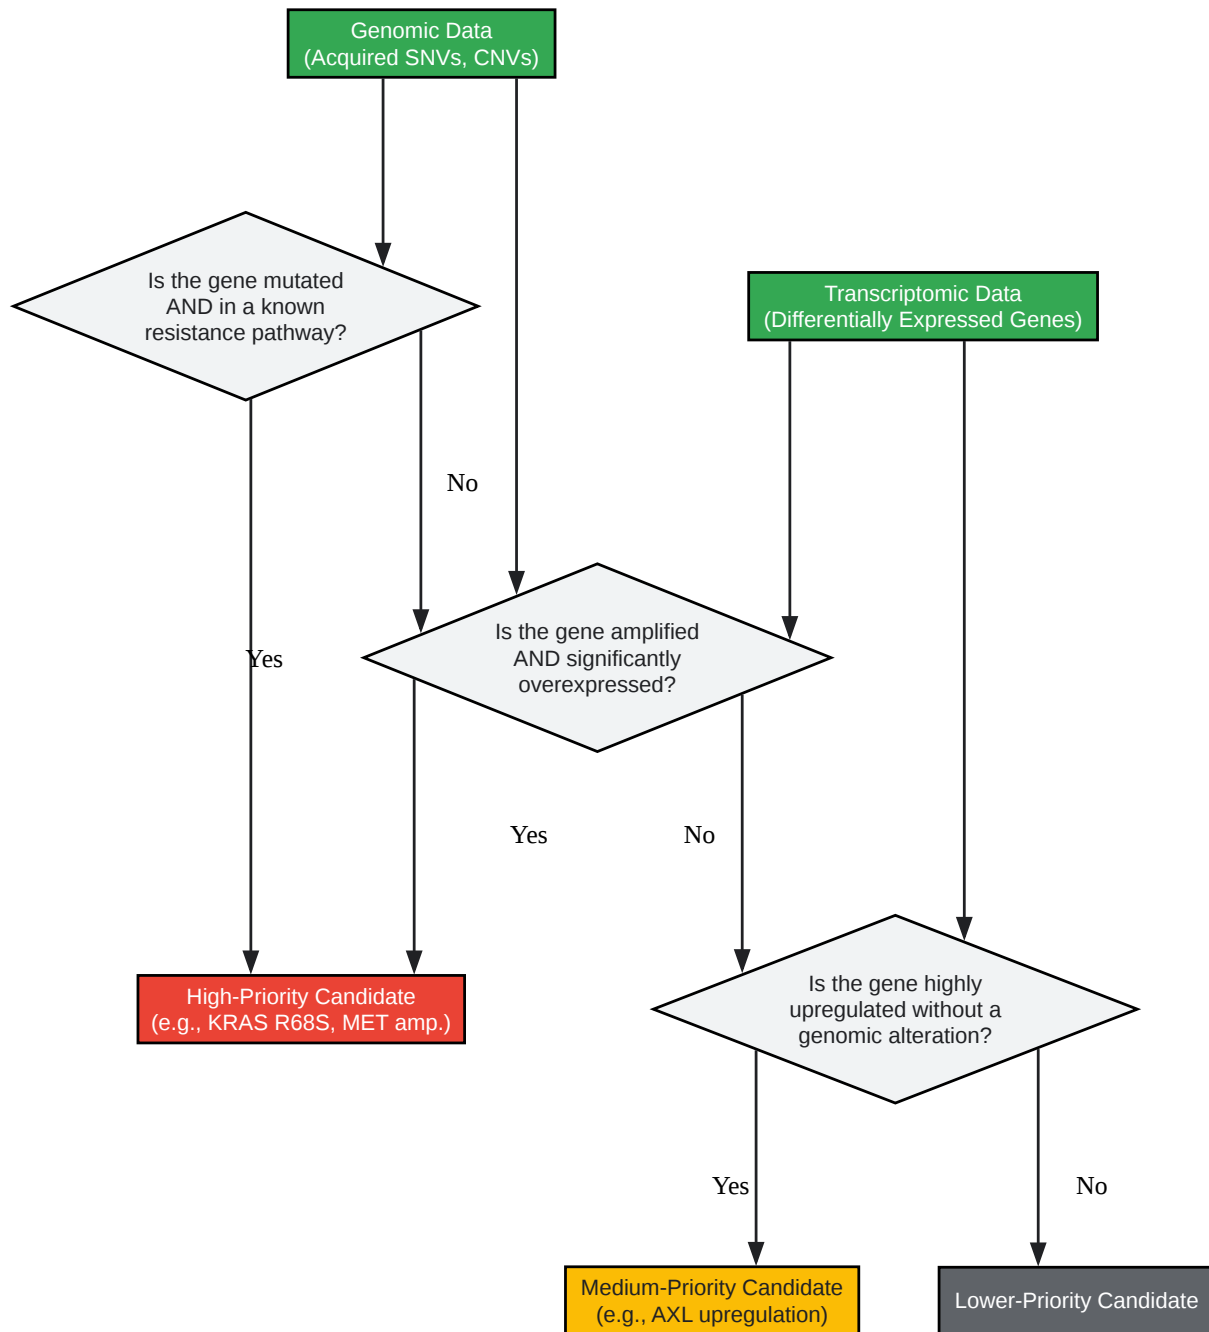 Genomic Data
(Acquired SNVs, CNVs)
Is the gene mutated
AND in a known
resistance pathway?
Transcriptomic Data
(Differentially Expressed Genes)
No
Is the gene amplified
AND significantly
overexpressed?
Yes
Yes
No
High-Priority Candidate
(e.g., KRAS R68S, MET amp.)
Is the gene highly
upregulated without a
genomic alteration?
Yes
No
Medium-Priority Candidate
(e.g., AXL upregulation)
Lower-Priority Candidate